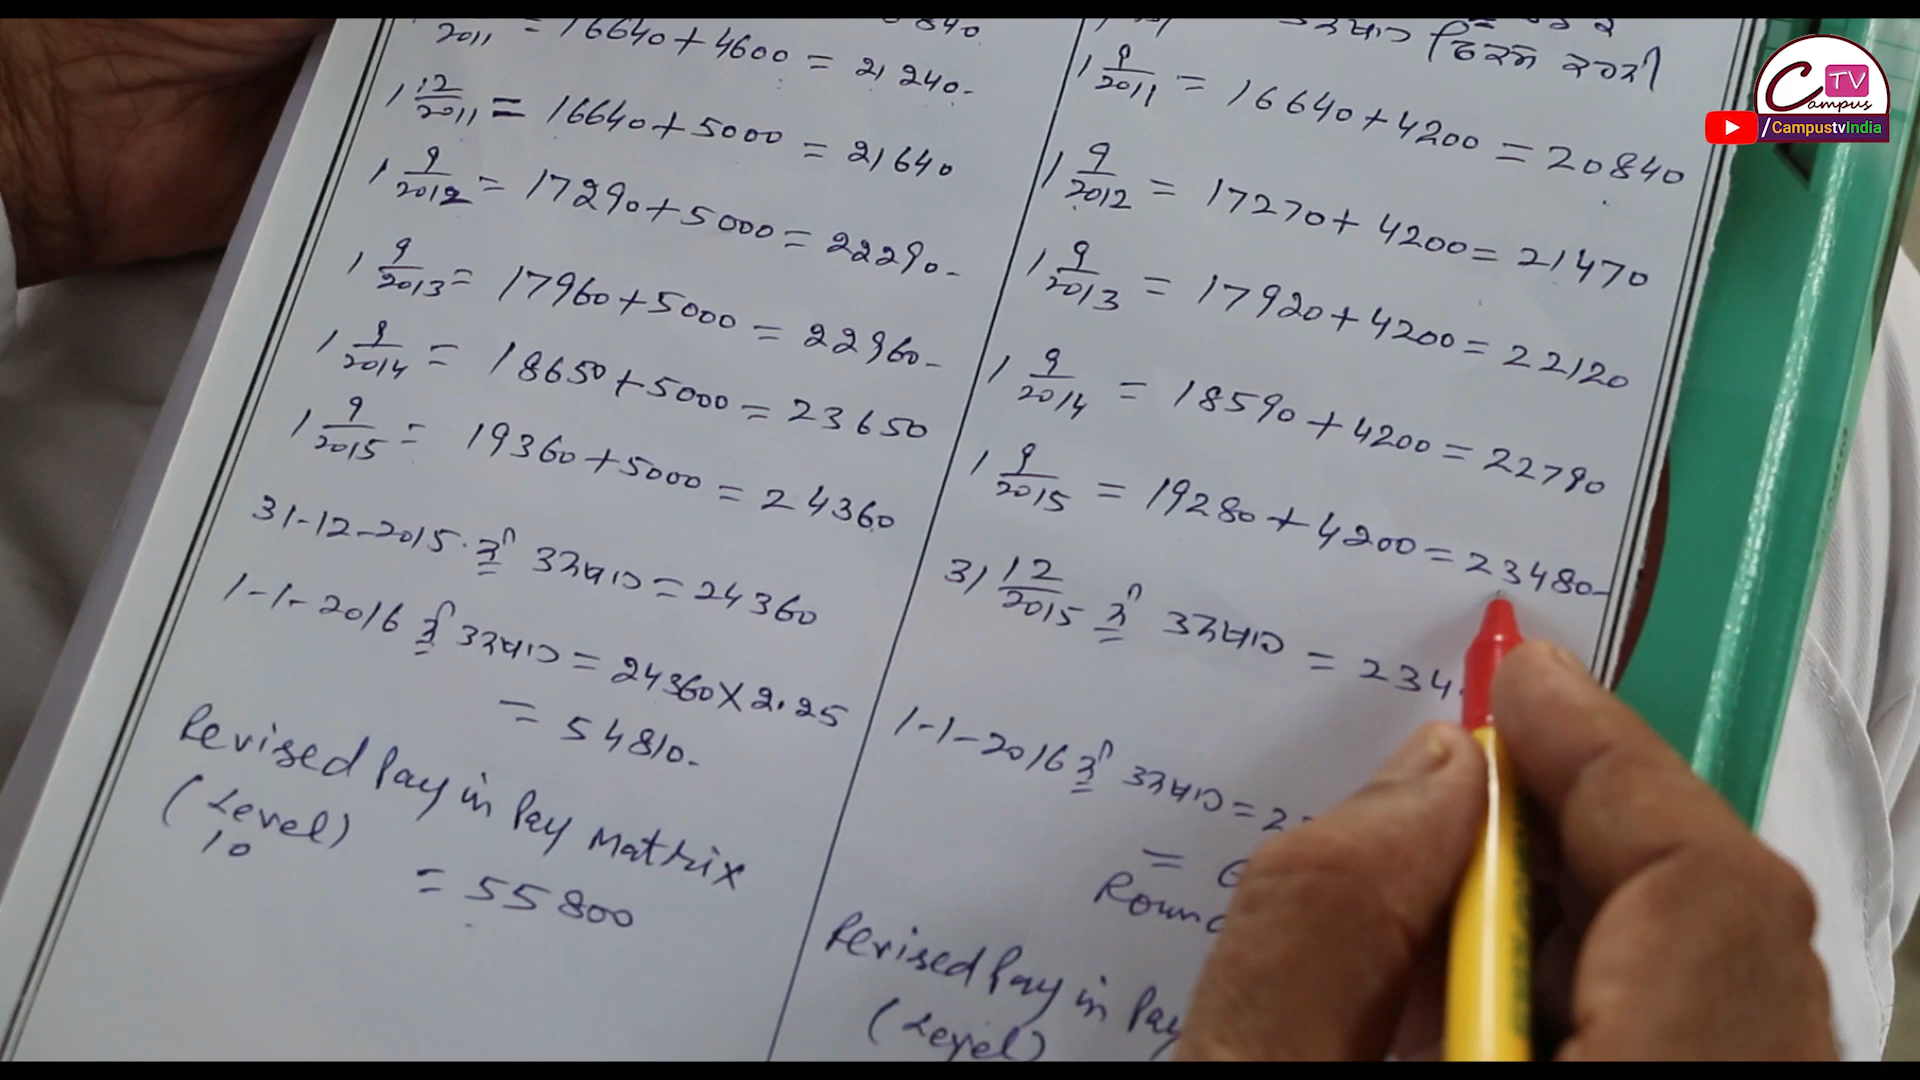 2011 = 16640+4600 = 21240-
1 12/2011 = 16640+5000 = 21640
1 9/2012 = 17290+5000 = 22290-
1 9/2013 = 17960+5000 = 22960-
1 9/2014 = 18650+5000 = 23650
1 9/2015 = 19360+5000 = 24360
31-12-2015 ਨੂੰ ਤਨਖਾਹ = 24360
1-1-2016 ਨੂੰ ਤਨਖਾਹ = 24360X2.25
= 54810-
Revised Pay in Pay Matrix
(Level)
10
= 55800
1 9/2011 = 16640+4200 = 20840
1 9/2012 = 17270+4200 = 21470
1 9/2013 = 17920+4200 = 22120
1 9/2014 = 18590+4200 = 22790
1 9/2015 = 19280+4200 = 23480-
31 12/2015 ਨੂੰ ਤਨਖਾਹ = 234
1-1-2016 ਨੂੰ ਤਨਖਾਹ = 2
=
Revised Pay in Pay
(Level)
Campus TV
/CampustvIndia